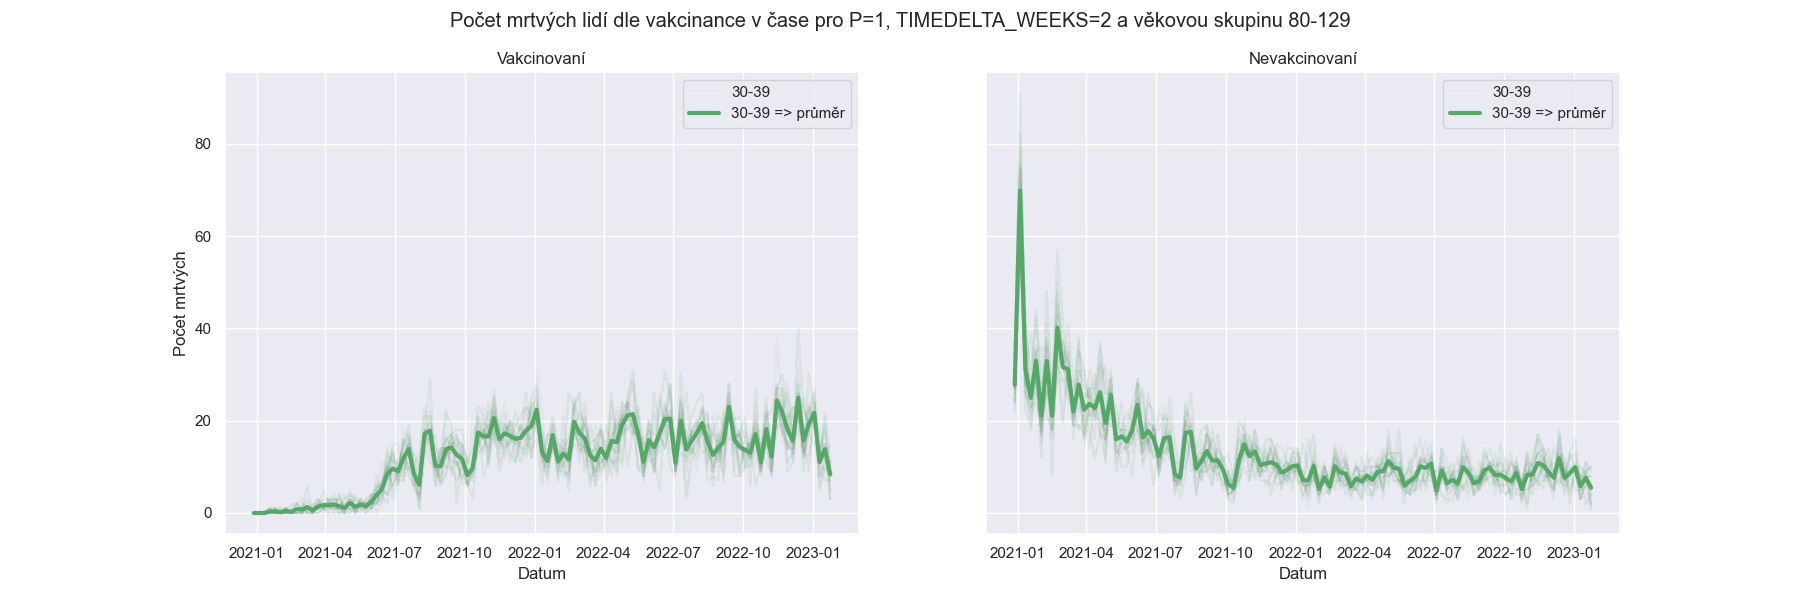 Počet mrtvých lidí dle vakcinance v čase pro P=1, TIMEDELTA_WEEKS=2 a věkovou skupinu 80-129
Vakcinovaní
30-39
30-39 => průměr
Počet mrtvých
80
60
40
20
0
2021-01 2021-04 2021-07 2021-10 2022-01 2022-04 2022-07 2022-10 2023-01
Datum
Nevakcinovaní
30-39
30-39 => průměr
2021-01 2021-04 2021-07 2021-10 2022-01 2022-04 2022-07 2022-10 2023-01
Datum